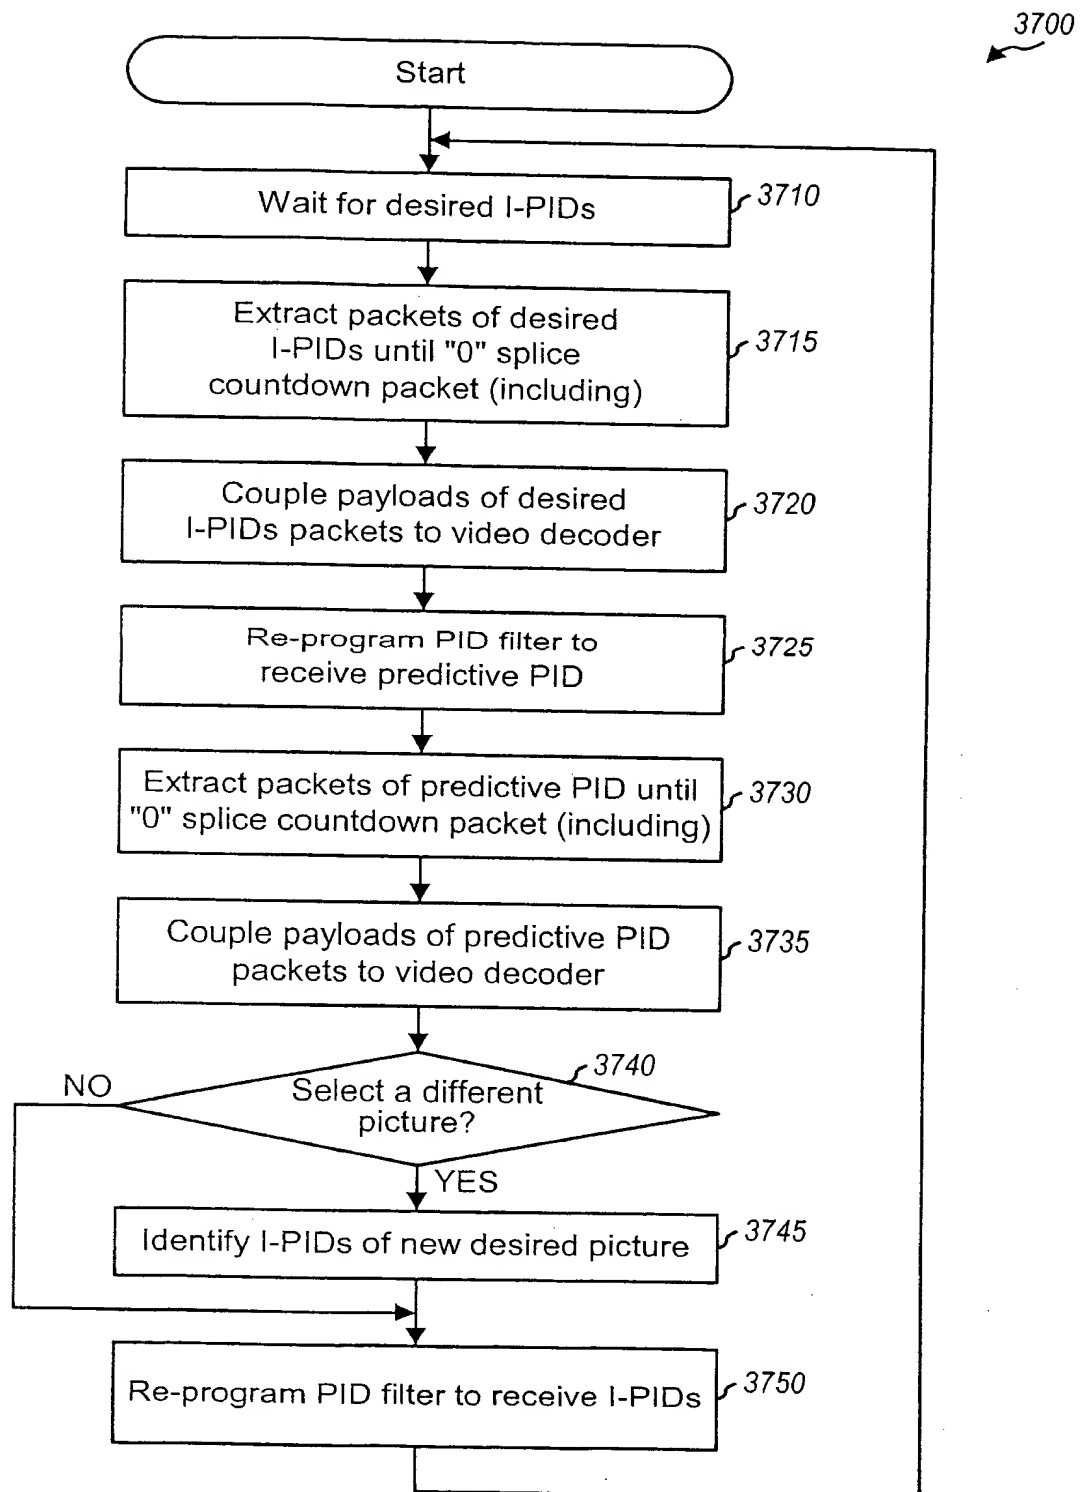 3700
Start
Wait for desired I-PIDs
3710
Extract packets of desired
I-PIDs until "0" splice
countdown packet (including)
3715
Couple payloads of desired
I-PIDs packets to video decoder
3720
Re-program PID filter to
receive predictive PID
3725
Extract packets of predictive PID until
"0" splice countdown packet (including)
3730
Couple payloads of predictive PID
packets to video decoder
3735
3740
NO
Select a different
picture?
YES
Identify I-PIDs of new desired picture
3745
Re-program PID filter to receive I-PIDs
3750